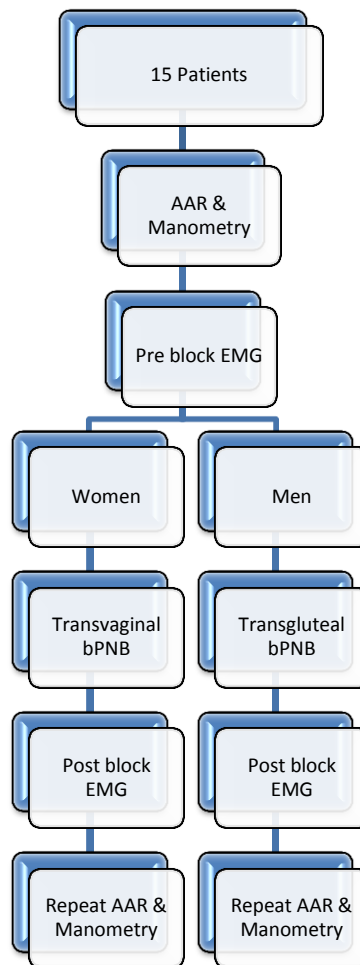 15 Patients
AAR &
Manometry
Pre block EMG
Women
Men
Transvaginal
bPNB
Transgluteal
bPNB
Post block
EMG
Post block
EMG
Repeat AAR &
Manometry
Repeat AAR &
Manometry